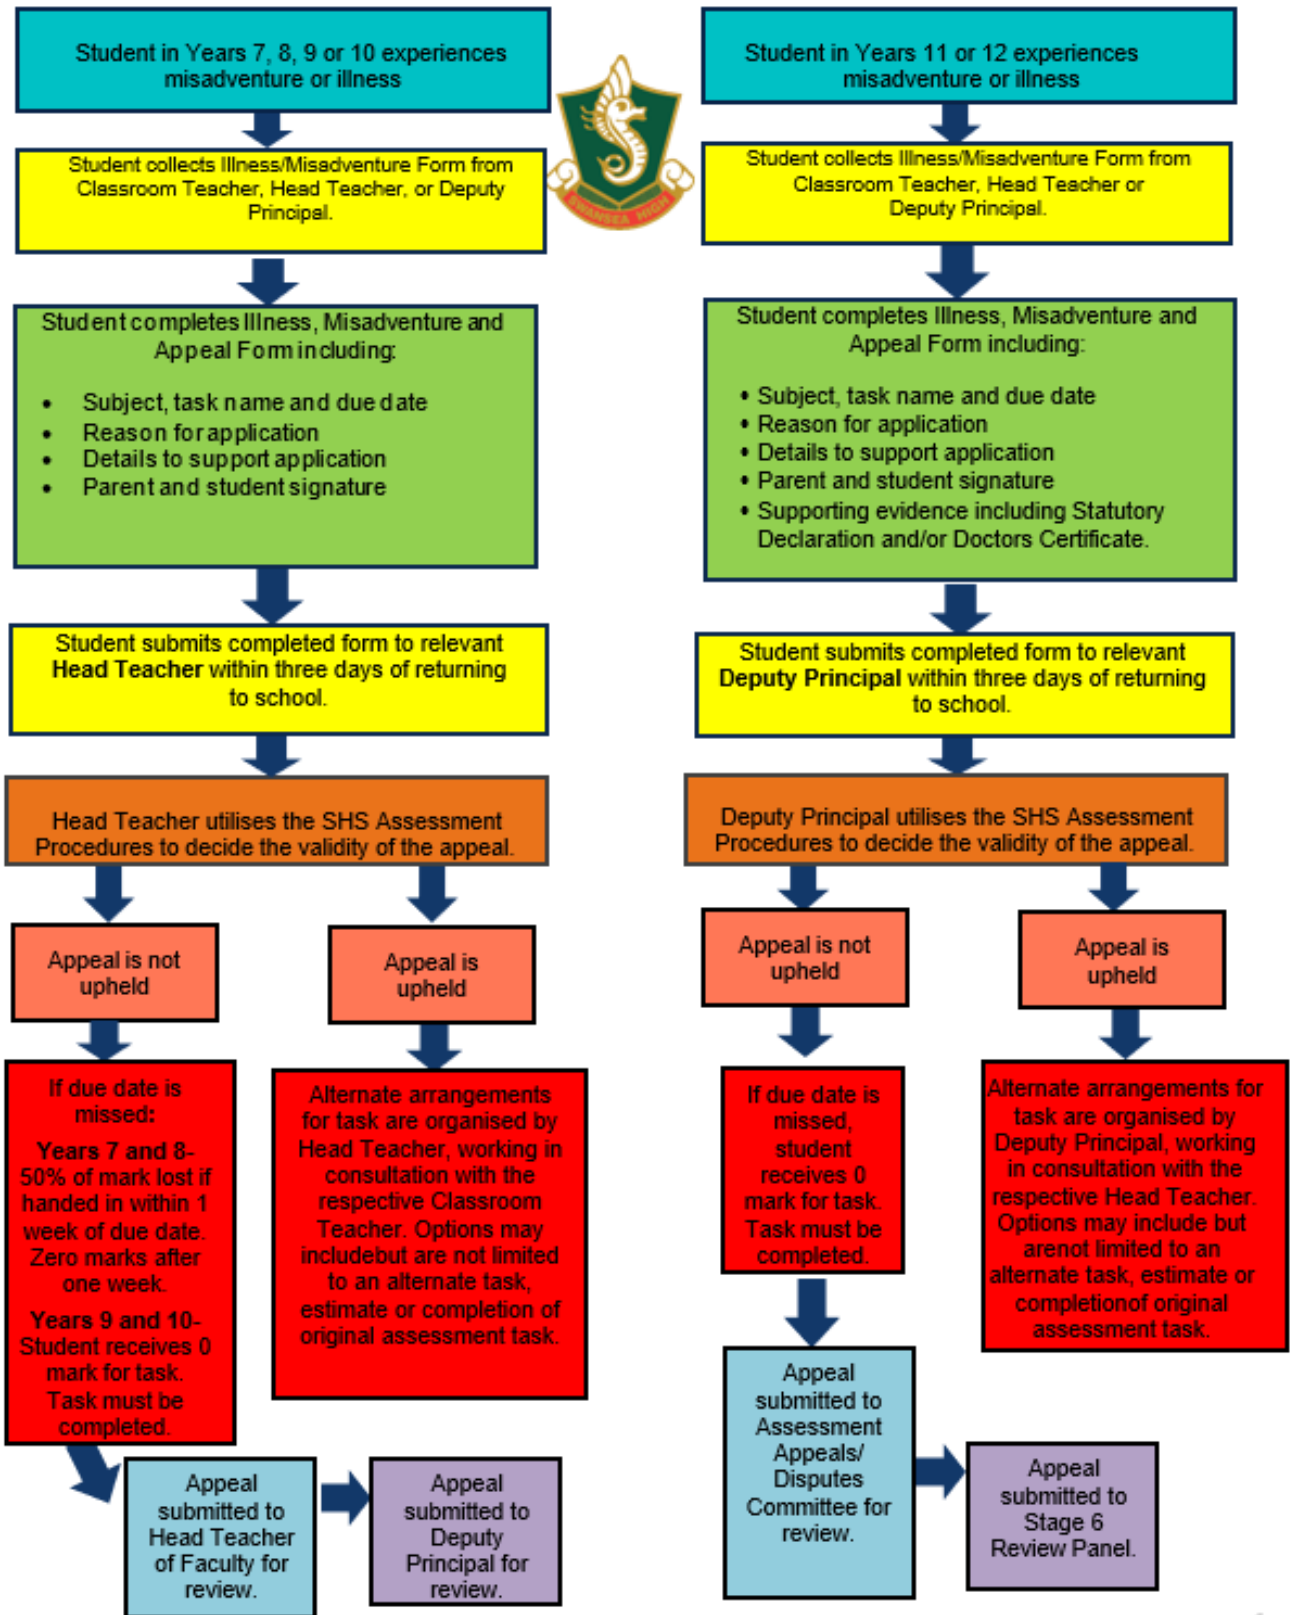 Student in Years 7, 8, 9 or 10 experiences
misadventure or illness
Student collects Illness/Misadventure Form from
Classroom Teacher, Head Teacher, or Deputy
Principal.
Student completes Illness, Misadventure and
Appeal Form including:
• Subject, task name and due date
• Reason for application
• Details to support application
• Parent and student signature
Student submits completed form to relevant
Head Teacher within three days of returning
to school.
Head Teacher utilises the SHS Assessment
Procedures to decide the validity of the appeal.
Appeal is not
upheld
Appeal is
upheld
If due date is
missed:
Years 7 and 8-
50% of mark lost if
handed in within 1
week of due date.
Zero marks after
one week.
Years 9 and 10-
Student receives 0
mark for task.
Task must be
completed.
Alternate arrangements
for task are organised by
Head Teacher, working in
consultation with the
respective Classroom
Teacher. Options may
includebut are not limited
to an alternate task,
estimate or completion of
original assessment task.
Appeal
submitted to
Head Teacher
of Faculty for
review.
Appeal
submitted to
Deputy
Principal for
review.
SWANSEA HIGH
Student in Years 11 or 12 experiences
misadventure or illness
Student collects Illness/Misadventure Form from
Classroom Teacher, Head Teacher or
Deputy Principal.
Student completes Illness, Misadventure and
Appeal Form including:
• Subject, task name and due date
• Reason for application
• Details to support application
• Parent and student signature
• Supporting evidence including Statutory
Declaration and/or Doctors Certificate.
Student submits completed form to relevant
Deputy Principal within three days of returning
to school.
Deputy Principal utilises the SHS Assessment
Procedures to decide the validity of the appeal.
Appeal is not
upheld
Appeal is
upheld
If due date is
missed,
student
receives 0
mark for task.
Task must be
completed.
Alternate arrangements for
task are organised by
Deputy Principal, working
in consultation with the
respective Head Teacher.
Options may include but
arenot limited to an
alternate task, estimate or
completionof original
assessment task.
Appeal
submitted to
Assessment
Appeals/
Disputes
Committee for
review.
Appeal
submitted to
Stage 6
Review Panel.